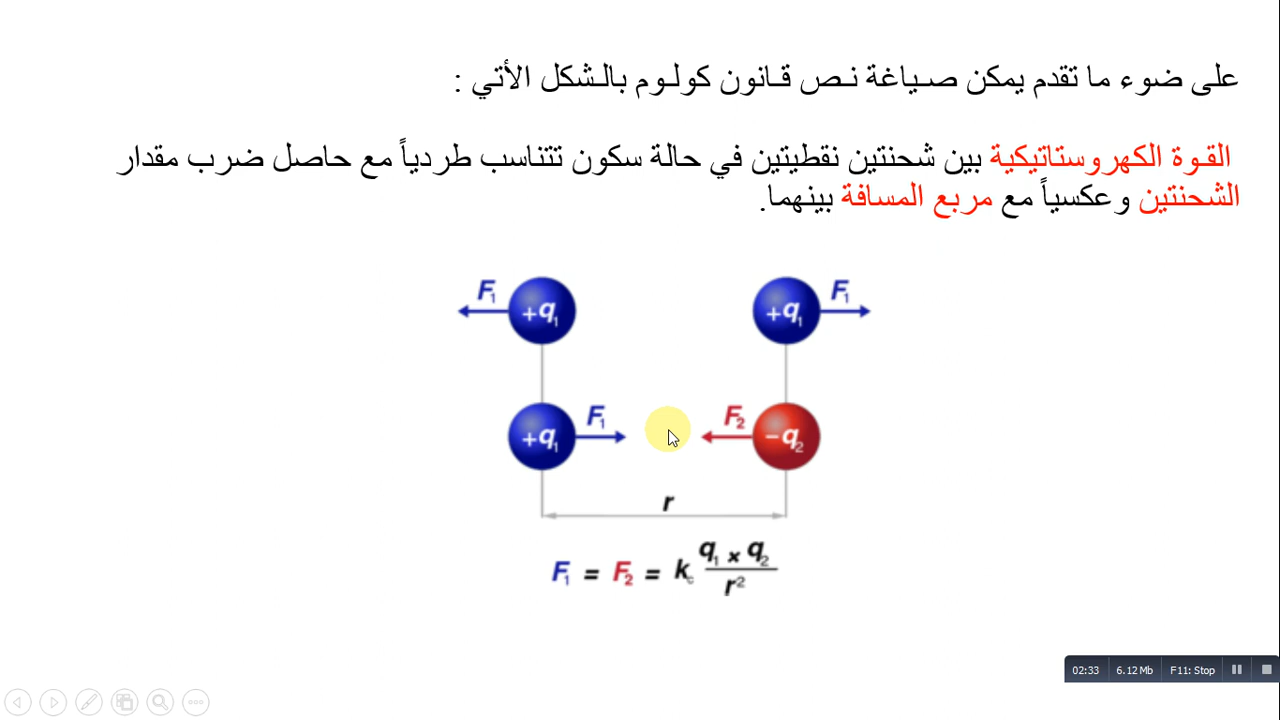 على ضوء ما تقدم يمكن صياغة نص قانون كولوم بالشكل الأتي :
القوة الكهروستاتيكية بين شحنتين نقطيتين في حالة سكون تتناسب طردياً مع حاصل ضرب مقدار
الشحنتين وعكسياً مع مربع المسافة بينهما.
F₁ +q₁ +q₁ F₁
+q₁ F₁ F₂ −q₂
r
F₁ = F₂ = k꜀ q₁ × q₂ / r²
02:33 6.12 Mb F11: Stop